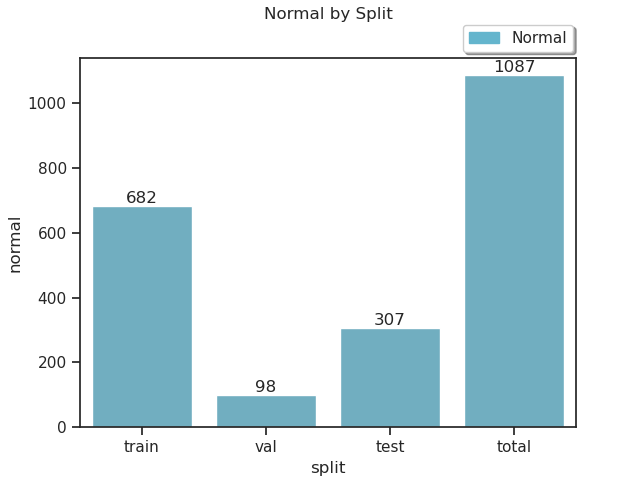 Normal by Split
Normal
1087
1000
800
682
600
normal
400
307
200
98
0
train val test total
split